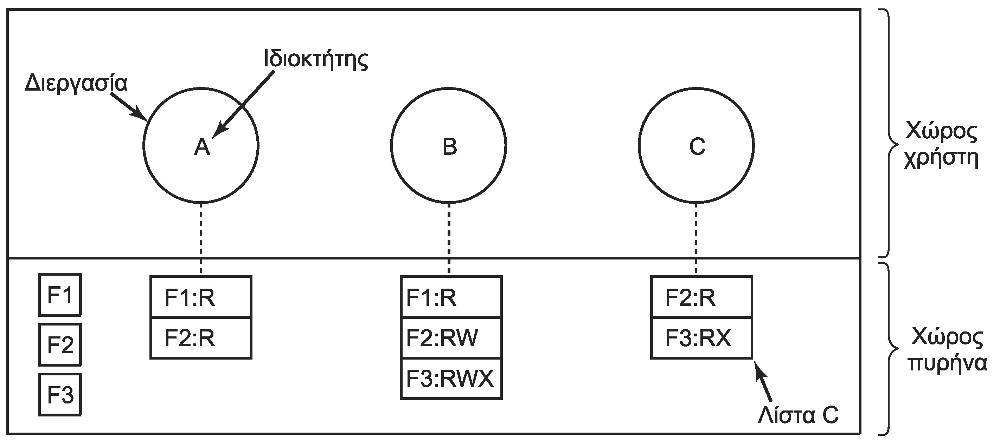 Ιδιοκτήτης
Διεργασία
A
B
C
Χώρος
χρήστη
F1
F2
F3
F1:R
F2:R
F1:R
F2:RW
F3:RWX
F2:R
F3:RX
Λίστα C
Χώρος
πυρήνα